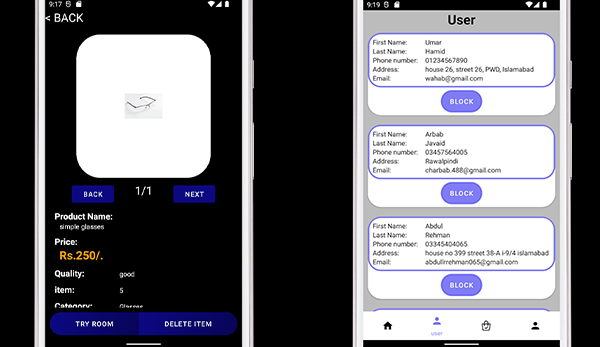 9:17
< BACK
BACK
1/1
NEXT
Product Name:
simple glasses
Price:
Rs.250/.
Quality: good
item: 5
Category: Glasses
TRY ROOM
DELETE ITEM
9:19
User
First Name: Umar
Last Name: Hamid
Phone number: 01234567890
Address: house 26, street 26, PWD, Islamabad
Email: wahab@gmail.com
BLOCK
First Name: Arbab
Last Name: Javaid
Phone number: 03457564005
Address: Rawalpindi
Email: charbab.488@gmail.com
BLOCK
First Name: Abdul
Last Name: Rehman
Phone number: 03345404065
Address: house no 399 street 38-A i-9/4 islamabad
Email: abdullrrehman065@gmail.com
BLOCK
user